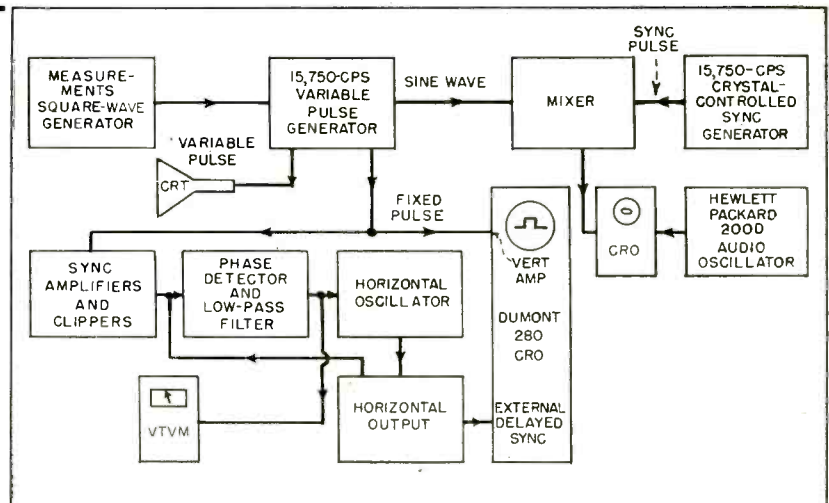 MEASURE-
MENTS
SQUARE-WAVE
GENERATOR
15,750-CPS
VARIABLE
PULSE
GENERATOR
SINE WAVE
MIXER
SYNC
PULSE
15,750-CPS
CRYSTAL-
CONTROLLED
SYNC
GENERATOR
VARIABLE
PULSE
CRT
FIXED
PULSE
CRO
HEWLETT
PACKARD
200D
AUDIO
OSCILLATOR
SYNC
AMPLIFIERS
AND
CLIPPERS
PHASE
DETECTOR
AND
LOW-PASS
FILTER
HORIZONTAL
OSCILLATOR
VERT
AMP
DUMONT
280
CRO
VTVM
HORIZONTAL
OUTPUT
EXTERNAL
DELAYED
SYNC